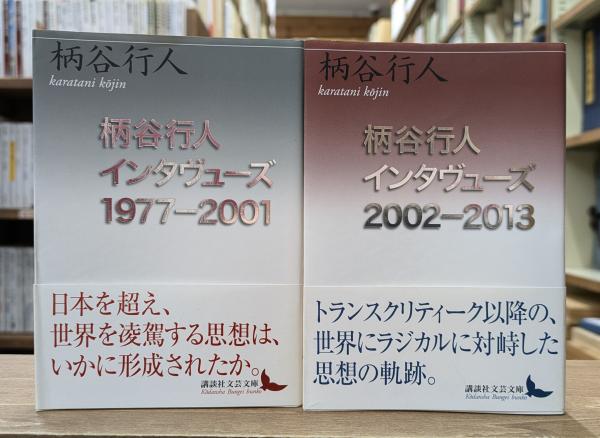 柄谷行人
karatani kōjin
柄谷行人
インタヴューズ
1977−2001
日本を超え、
世界を凌駕する思想は、
いかに形成されたか。
講談社文芸文庫
Kōdansha Bungei bunko
柄谷行人
karatani kōjin
柄谷行人
インタヴューズ
2002−2013
トランスクリティーク以降の、
世界にラジカルに対峙した
思想の軌跡。
講談社文芸文庫
Kōdansha Bungei bunko